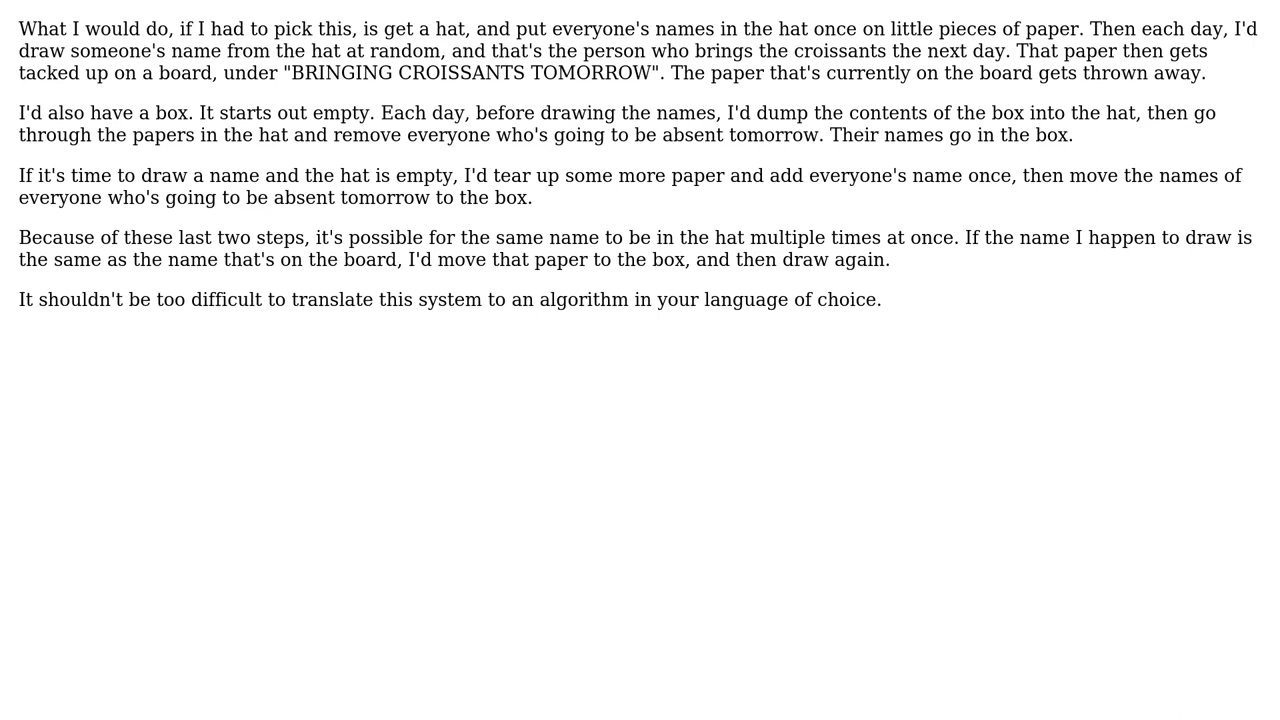 What I would do, if I had to pick this, is get a hat, and put everyone's names in the hat once on little pieces of paper. Then each day, I'd
draw someone's name from the hat at random, and that's the person who brings the croissants the next day. That paper then gets
tacked up on a board, under "BRINGING CROISSANTS TOMORROW". The paper that's currently on the board gets thrown away.
I'd also have a box. It starts out empty. Each day, before drawing the names, I'd dump the contents of the box into the hat, then go
through the papers in the hat and remove everyone who's going to be absent tomorrow. Their names go in the box.
If it's time to draw a name and the hat is empty, I'd tear up some more paper and add everyone's name once, then move the names of
everyone who's going to be absent tomorrow to the box.
Because of these last two steps, it's possible for the same name to be in the hat multiple times at once. If the name I happen to draw is
the same as the name that's on the board, I'd move that paper to the box, and then draw again.
It shouldn't be too difficult to translate this system to an algorithm in your language of choice.